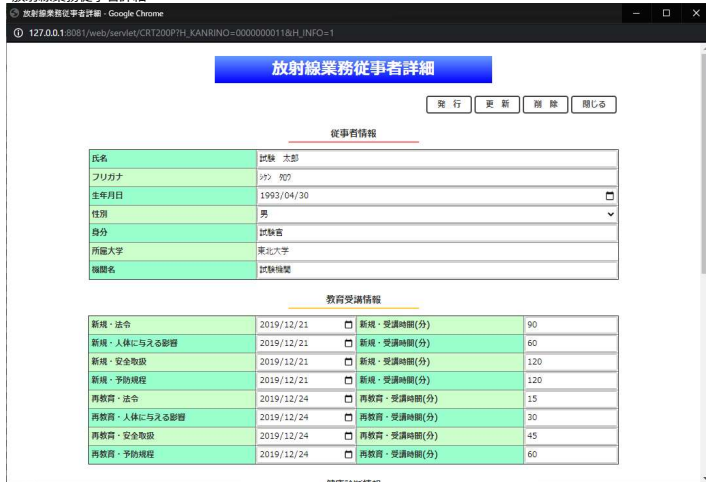 放射線業務従事者詳細 - Google Chrome
127.0.0.1:8081/web/servlet/CRT200P?H_KANRINO=0000000011&H_INFO=1
放射線業務従事者詳細
発 行 更 新 削 除 閉じる
従事者情報
氏名 試験 太郎
フリガナ ｼｹﾝ ﾀﾛｳ
生年月日 1993/04/30
性別 男
身分 試験官
所属大学 東北大学
機関名 試験機関
教育受講情報
新規・法令 2019/12/21 新規・受講時間(分) 90
新規・人体に与える影響 2019/12/21 新規・受講時間(分) 60
新規・安全取扱 2019/12/21 新規・受講時間(分) 120
新規・予防規程 2019/12/21 新規・受講時間(分) 120
再教育・法令 2019/12/24 再教育・受講時間(分) 15
再教育・人体に与える影響 2019/12/24 再教育・受講時間(分) 30
再教育・安全取扱 2019/12/24 再教育・受講時間(分) 45
再教育・予防規程 2019/12/24 再教育・受講時間(分) 60